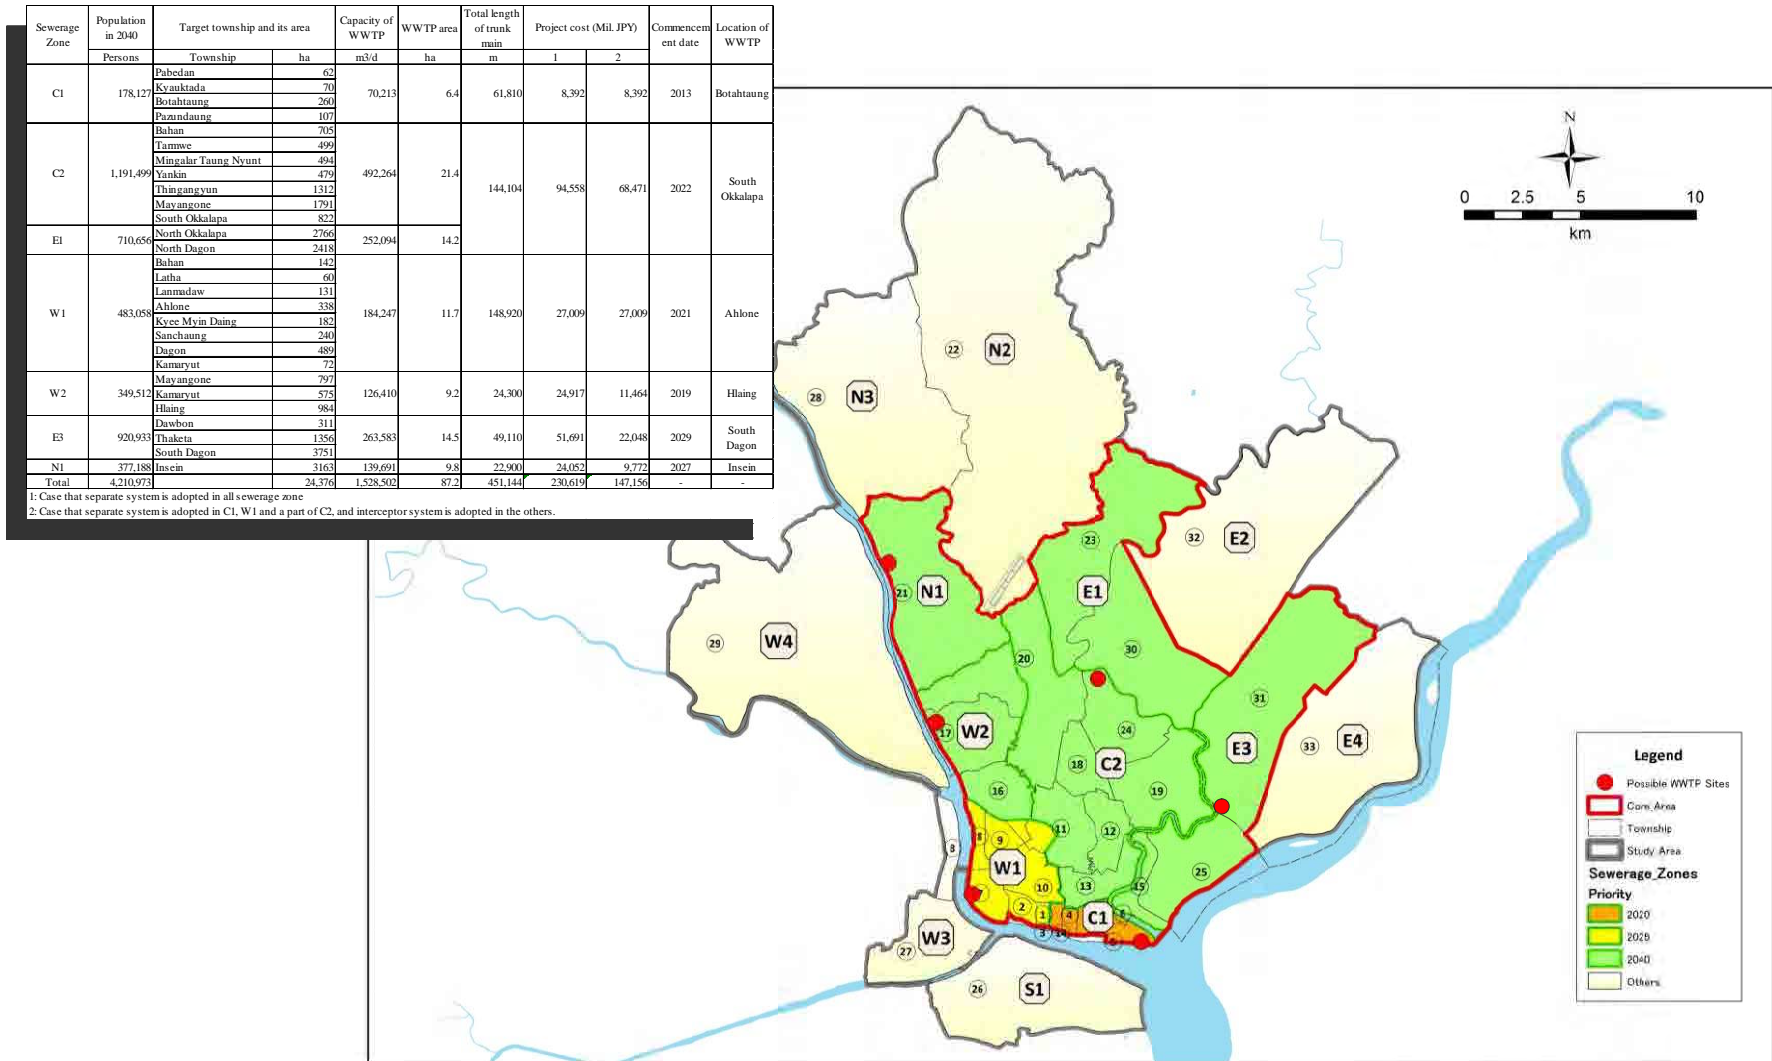 Sewerage Zone Population in 2040 Target township and its area Capacity of WWTP WWTP area Total length of trunk main Project cost (Mil. JPY) Commencem ent date Location of WWTP
Persons Township ha m3/d ha m 1 2
C1 178,127 Pabedan 62 70,213 6.4 61,810 8,392 8,392 2013 Botahtaung
Kyauktada 70
Botahtaung 260
Pazundaung 107
C2 1,191,499 Bahan 705 492,264 21.4 144,104 94,558 68,471 2022 South Okkalapa
Tamwe 499
Mingalar Taung Nyunt 494
Yankin 479
Thingangyun 1312
Mayangone 1791
South Okkalapa 822
E1 710,656 North Okkalapa 2766 252,094 14.2
North Dagon 2418
W1 483,058 Bahan 142 184,247 11.7 148,920 27,009 27,009 2021 Ahlone
Latha 60
Lanmadaw 131
Ahlone 338
Kyee Myin Daing 182
Sanchaung 240
Dagon 489
Kamaryut 72
W2 349,512 Mayangone 797 126,410 9.2 24,300 24,917 11,464 2019 Hlaing
Kamaryut 575
Hlaing 984
E3 920,933 Dawbon 311 263,583 14.5 49,110 51,691 22,048 2029 South Dagon
Thaketa 1356
South Dagon 3751
N1 377,188 Insein 3163 139,691 9.8 22,900 24,052 9,772 2027 Insein
Total 4,210,973 24,376 1,528,502 87.2 451,144 230,619 147,156 - -
1: Case that separate system is adopted in all sewerage zone
2: Case that separate system is adopted in C1, W1 and a part of C2, and interceptor system is adopted in the others.
N
0 2.5 5 10
km
22 N2
28 N3
23
32 E2
21 N1
E1
29 W4
20
30
31
17 W2
24
E3
33 E4
18 C2
16
19
11
12
8
9
3
W1
25
7
10
13
15
2
1
4
C1
W3
27
3
14
26 S1
Legend
Possible WWTP Sites
Core Area
Township
Study Area
Sewerage_Zones
Priority
2020
2025
2040
Others